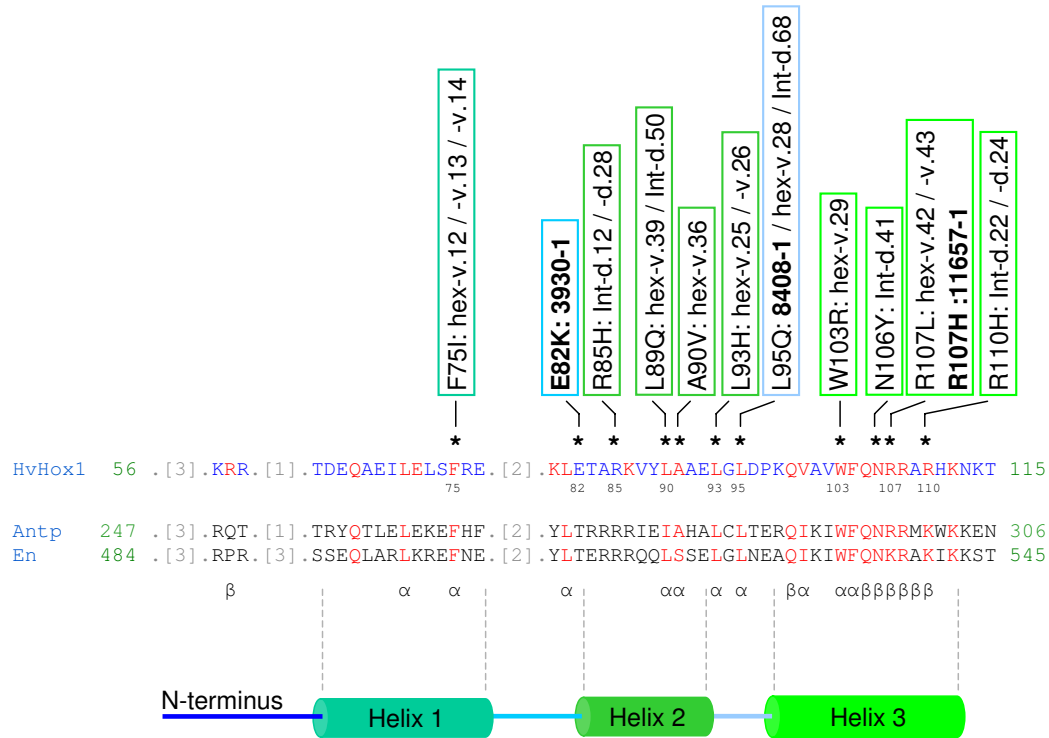 F75I: hex-v.12 / -v.13 / -v.14
E82K: 3930-1
R85H: Int-d.12 / -d.28
L89Q: hex-v.39 / Int-d.50
A90V: hex-v.36
L93H: hex-v.25 / -v.26
L95Q: 8408-1 / hex-v.28 / Int-d.68
W103R: hex-v.29
N106Y: Int-d.41
R107L: hex-v.42 / -v.43
R107H :11657-1
R110H: Int-d.22 / -d.24
* * * * * * * * * * *
HvHox1 56 .[3].KRR.[1].TDEQAEILELSFRE.[2].KLETARKVYLAAELGLDPKQVAVWFQNRRARHKNKT 115
75 82 85 90 93 95 103 107 110
Antp 247 .[3].RQT.[1].TRYQTLELEKEFHF.[2].YLTRRRRIEIAHALCLTERQIKIWFQNRRMKWKKEN 306
En 484 .[3].RPR.[1].SSEQLARLKREFNE.[2].YLTERRRQQLSSELGLNEAQIKIWFQNKRAKIKKST 545
β α α α αα α α βα ααββββββ
N-terminus Helix 1 Helix 2 Helix 3